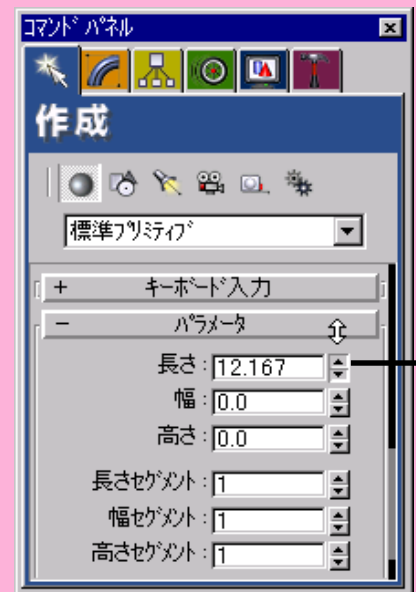 コマンド パネル
作成
標準プリミティブ
+ キーボード入力
- パラメータ
長さ : 12.167
幅 : 0.0
高さ : 0.0
長さセグメント : 1
幅セグメント : 1
高さセグメント : 1